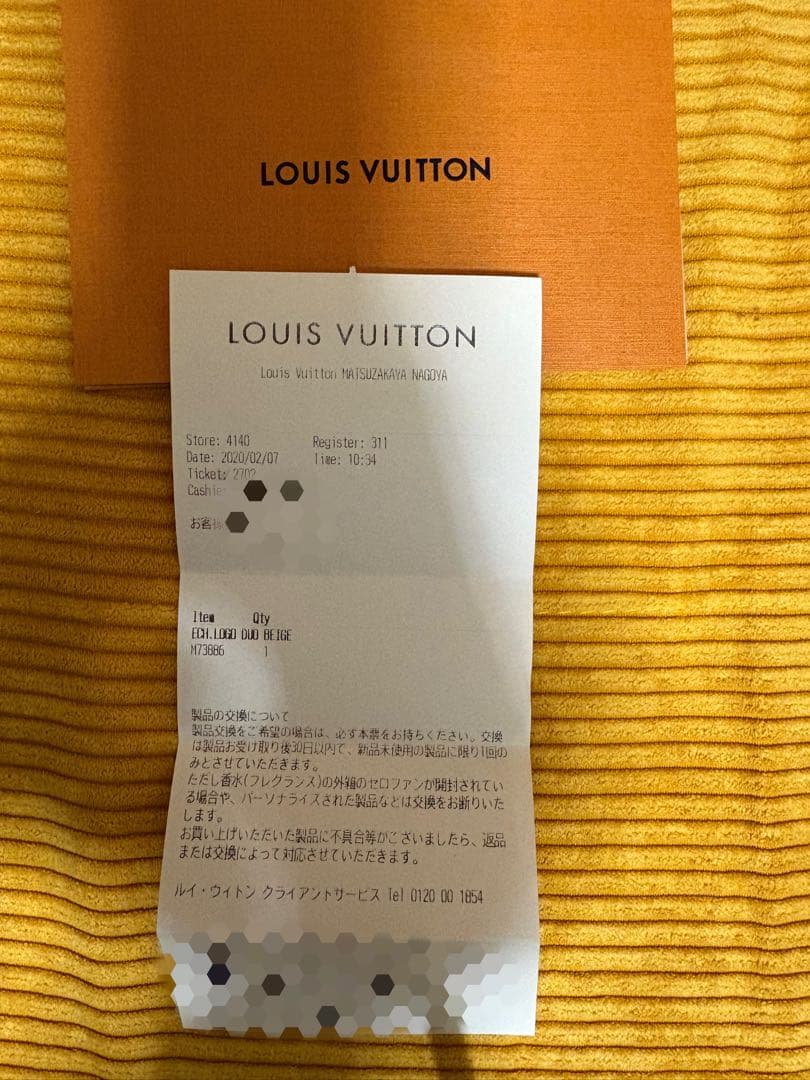 LOUIS VUITTON
LOUIS VUITTON
Louis Vuitton MATSUZAKAYA NAGOYA
Store: 4140 Register: 311
Date: 2020/02/07 Time: 10:34
Ticket: 2702
Cashie
お客様
Item Qty
ECH.LOGO DUO BEIGE
M73886 1
製品の交換について
製品交換をご希望の場合は、必ず本票をお持ちください。交換
は製品お受け取り後30日以内で、新品未使用の製品に限り1回の
みとさせていただきます。
ただし香水(フレグランス)の外箱のセロファンが開封されてい
る場合や、パーソナライズされた製品などは交換をお断りいた
します。
お買い上げいただいた製品に不具合等がございましたら、返品
または交換によって対応させていただきます。
ルイ・ウィトン クライアントサービス Tel 0120 00 1854